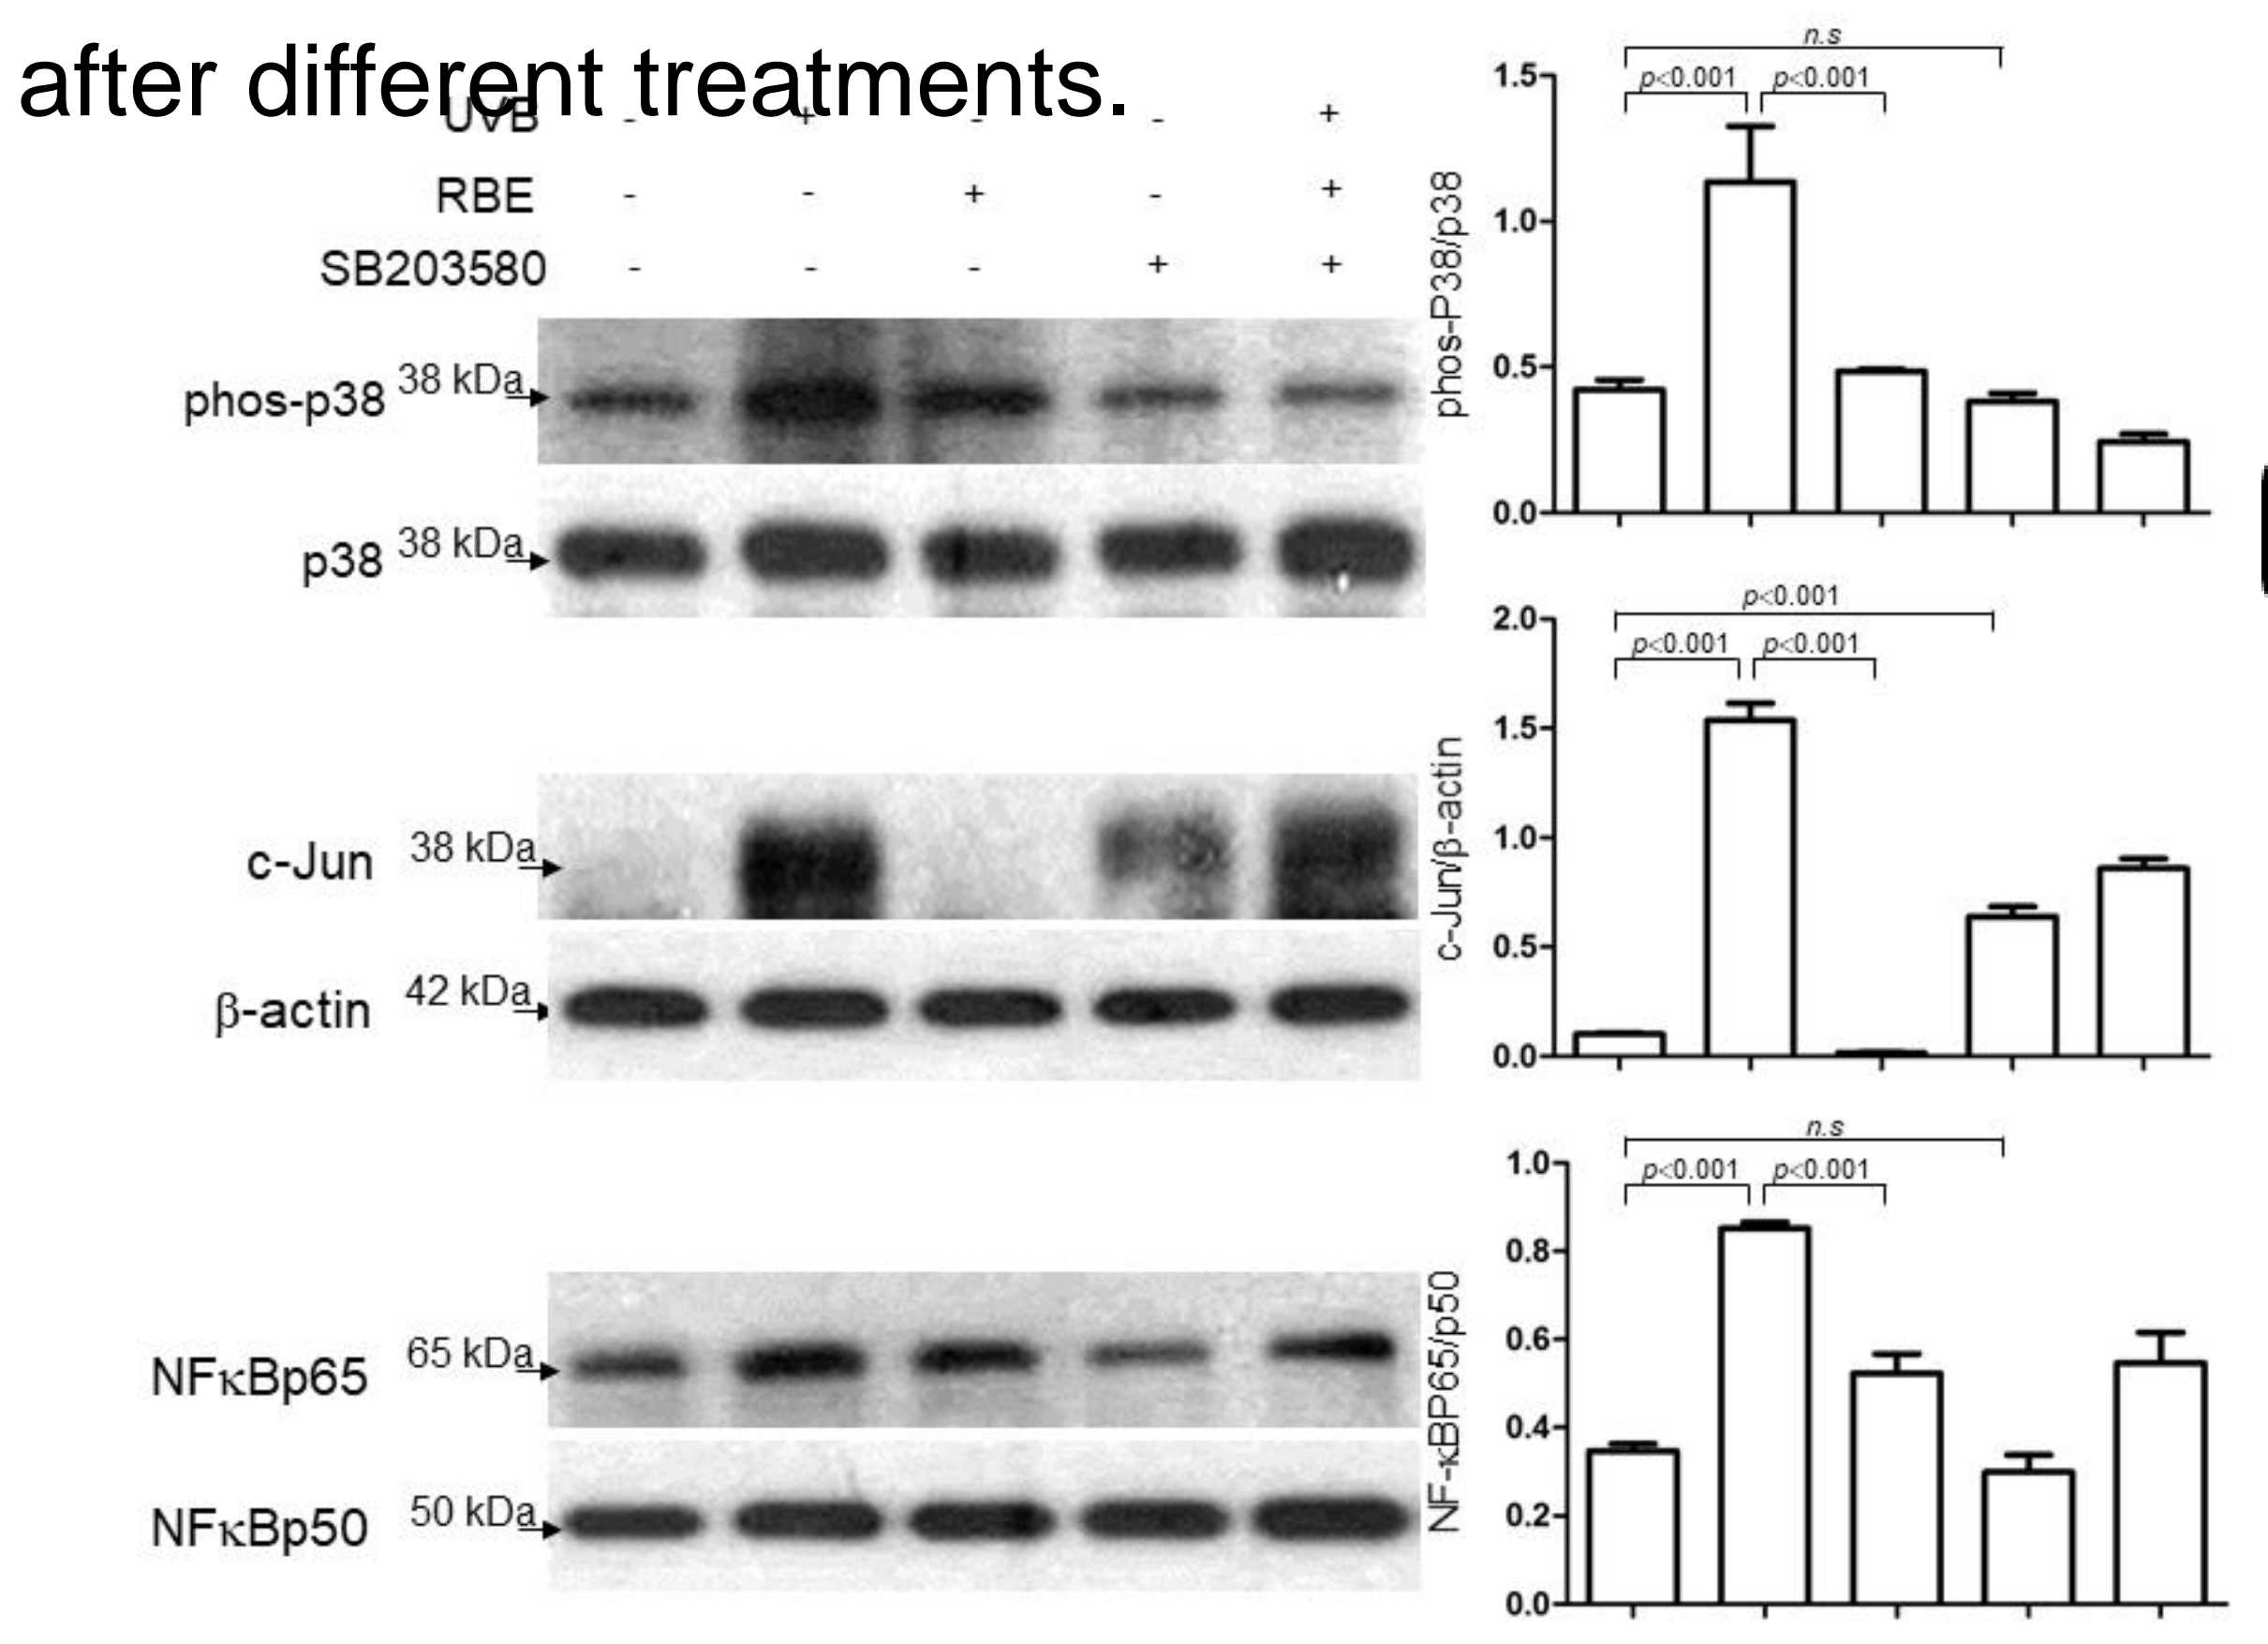 after different treatments.
UVB - + - - +
RBE - - + - +
SB203580 - - - + +
phos-p38 38 kDa
p38 38 kDa
c-Jun 38 kDa
β-actin 42 kDa
NFκBp65 65 kDa
NFκBp50 50 kDa
n.s
p<0.001 p<0.001
phos-P38/p38
1.5
1.0
0.5
0.0
p<0.001
p<0.001 p<0.001
c-Jun/β-actin
2.0
1.5
1.0
0.5
0.0
n.s
p<0.001 p<0.001
NF-κBP65/p50
1.0
0.8
0.6
0.4
0.2
0.0